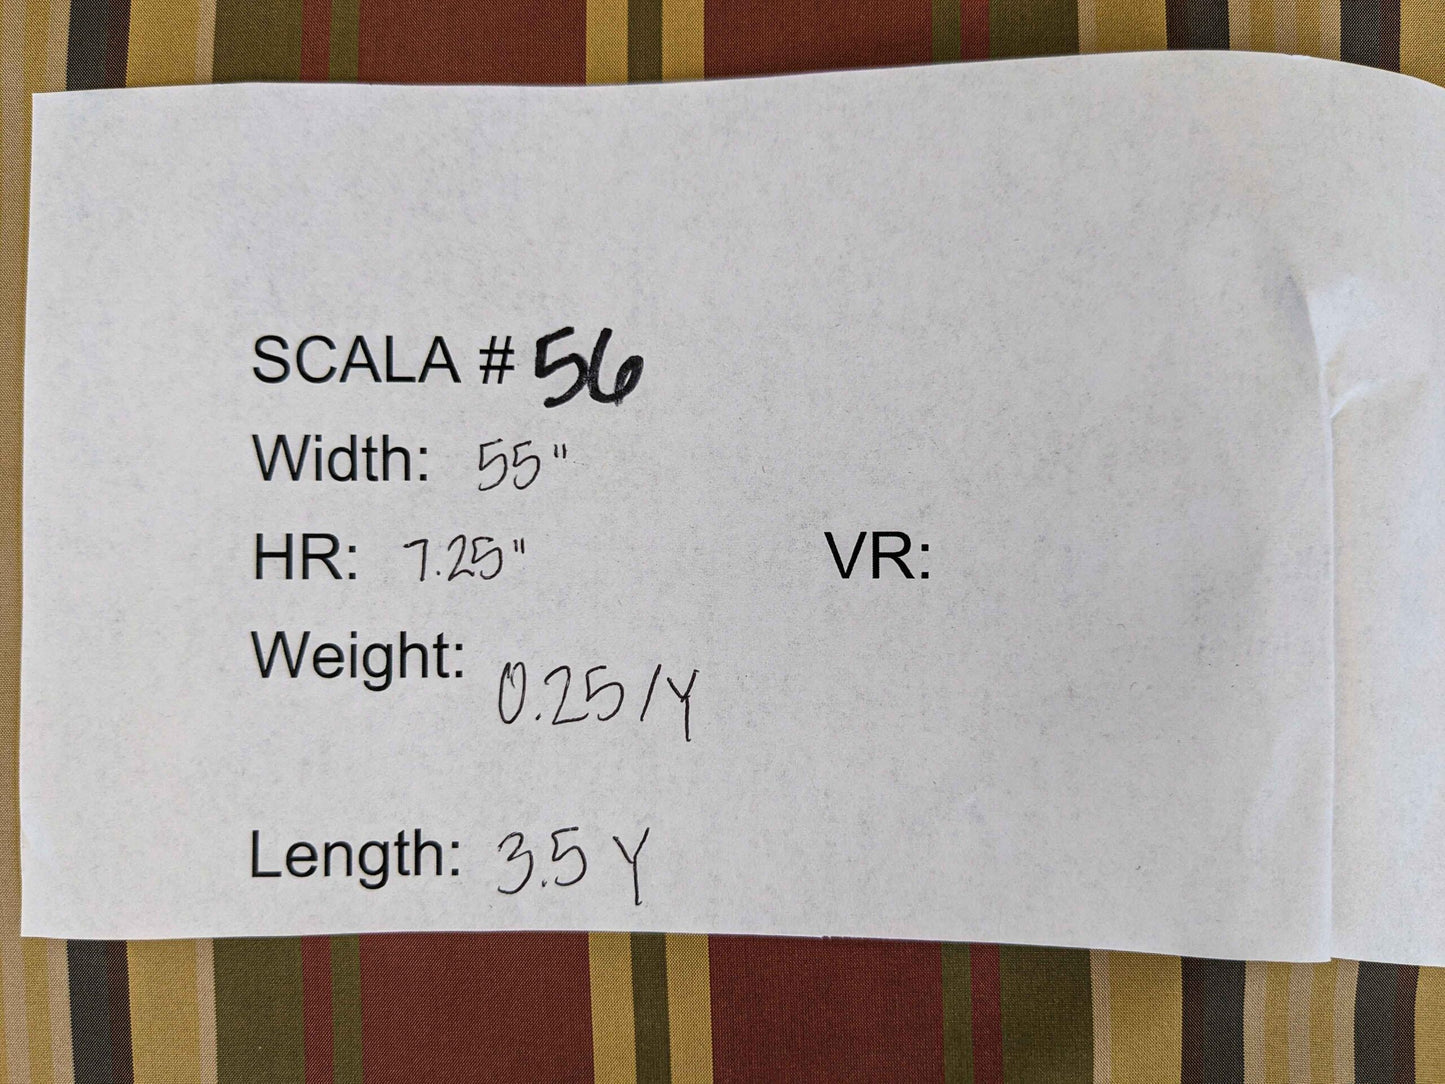 SCALA # 56
Width: 55"
HR: 7.25" VR:
Weight: 0.25/Y
Length: 3.5 Y